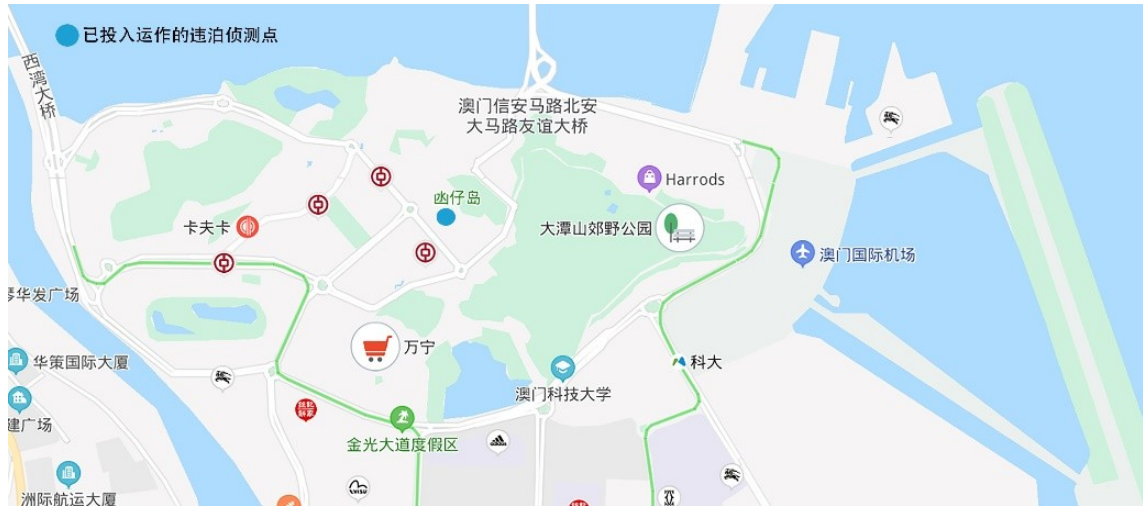 已投入运作的违泊侦测点
西湾大桥
澳门信安马路北安
大马路友谊大桥
Harrods
氹仔岛
卡夫卡
大潭山郊野公园
澳门国际机场
琴华发广场
万宁
华策国际大厦
科大
澳门科技大学
建广场
金光大道度假区
洲际航运大厦